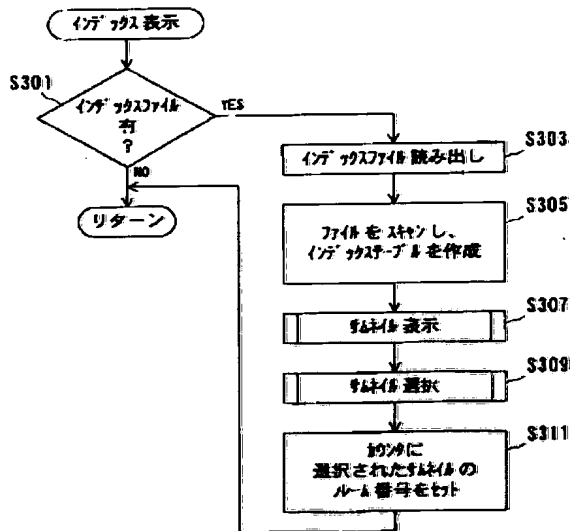 インデックス 表示
S301
インデックスファイル
有
?
YES
NO
リターン
インデックスファイル 読み出し
S303
ファイルをスキャンし、
インデックステーブルを作成
S305
サムネイル 表示
S307
サムネイル 選択
S309
カウンタに
選択されたサムネイルの
ルーム番号をセット
S311